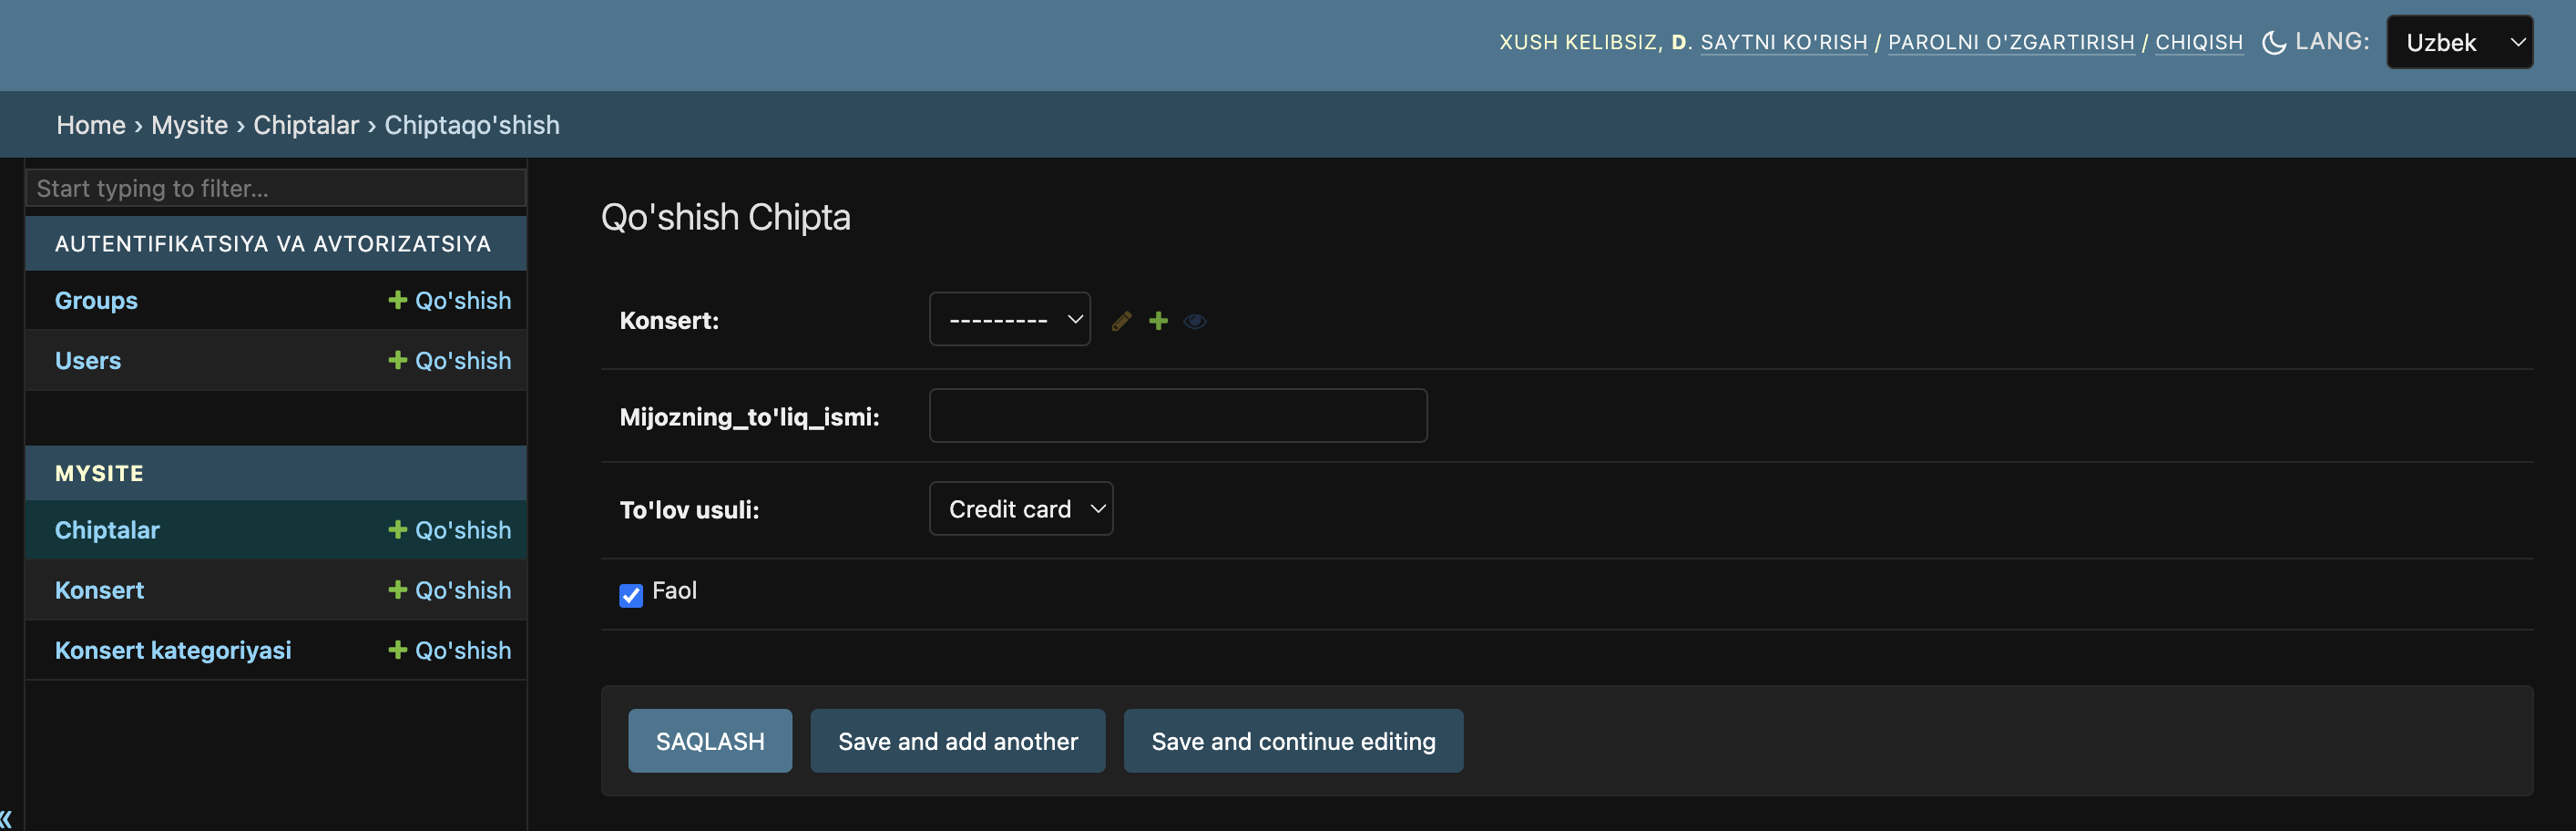 XUSH KELIBSIZ, D. SAYTNI KO'RISH / PAROLNI O'ZGARTIRISH / CHIQISH LANG: Uzbek
Home › Mysite › Chiptalar › Chiptaqo'shish
Start typing to filter...
AUTENTIFIKATSIYA VA AVTORIZATSIYA
Groups + Qo'shish
Users + Qo'shish
MYSITE
Chiptalar + Qo'shish
Konsert + Qo'shish
Konsert kategoriyasi + Qo'shish
«
Qo'shish Chipta
Konsert: ---------
Mijozning_to'liq_ismi:
To'lov usuli: Credit card
Faol
SAQLASH Save and add another Save and continue editing